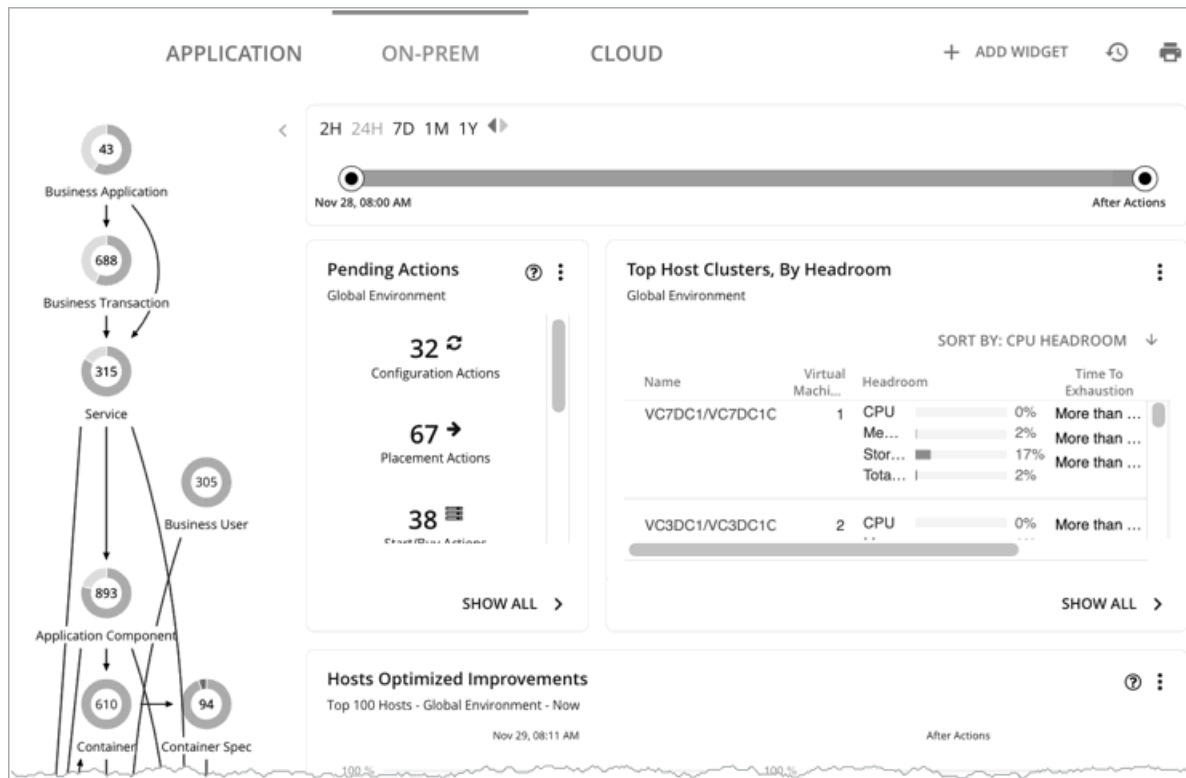 APPLICATION ON-PREM CLOUD + ADD WIDGET
43
Business Application
688
Business Transaction
315
Service
305
Business User
893
Application Component
610
Container
94
Container Spec
2H 24H 7D 1M 1Y
Nov 28, 08:00 AM After Actions
Pending Actions
Global Environment
32
Configuration Actions
67
Placement Actions
38
Start/Buy Actions
SHOW ALL
Top Host Clusters, By Headroom
Global Environment
SORT BY: CPU HEADROOM
Name Virtual Machi... Headroom Time To Exhaustion
VC7DC1/VC7DC1C 1 CPU 0% More than ...
Me... 2% More than ...
Stor... 17% More than ...
Tota... 2%
VC3DC1/VC3DC1C 2 CPU 0% More than ...
SHOW ALL
Hosts Optimized Improvements
Top 100 Hosts - Global Environment - Now
Nov 29, 08:11 AM After Actions
100 % 100 %